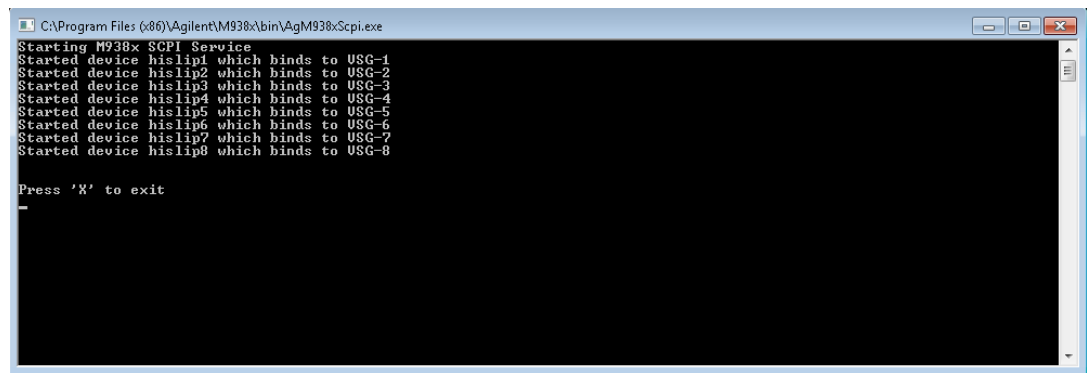 C:\Program Files (x86)\Agilent\M938x\bin\AgM938xScpi.exe
Starting M938x SCPI Service
Started device hislip1 which binds to VSG-1
Started device hislip2 which binds to VSG-2
Started device hislip3 which binds to VSG-3
Started device hislip4 which binds to VSG-4
Started device hislip5 which binds to VSG-5
Started device hislip6 which binds to VSG-6
Started device hislip7 which binds to VSG-7
Started device hislip8 which binds to VSG-8
Press 'X' to exit